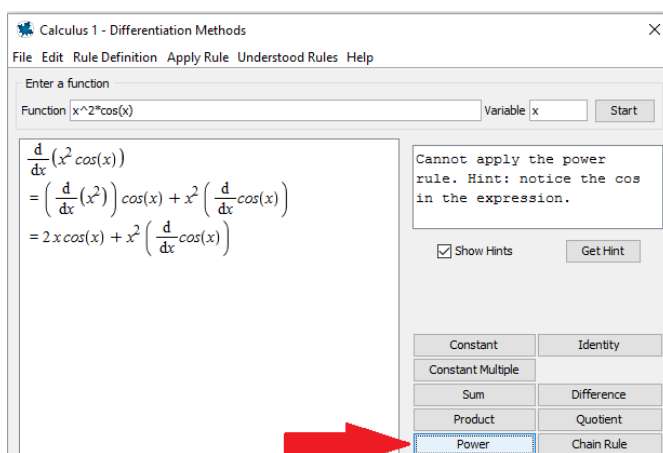 Calculus 1 - Differentiation Methods
File Edit Rule Definition Apply Rule Understood Rules Help
Enter a function
Function x^2*cos(x) Variable x Start
d/dx (x² cos(x))
= (d/dx (x²)) cos(x) + x² (d/dx cos(x))
= 2 x cos(x) + x² (d/dx cos(x))
Cannot apply the power
rule. Hint: notice the cos
in the expression.
Show Hints Get Hint
Constant Identity
Constant Multiple
Sum Difference
Product Quotient
Power Chain Rule